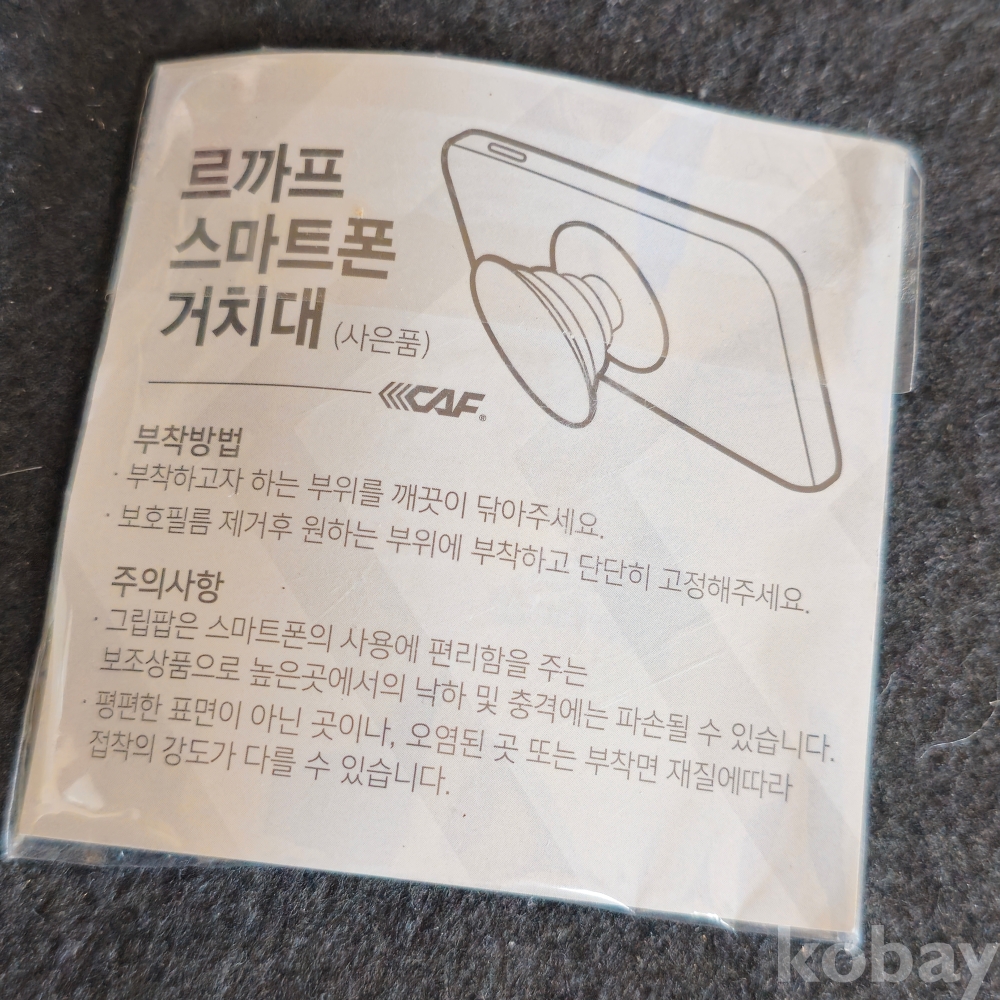 르까프
스마트폰
거치대 (사은품)
CAF®
부착방법
· 부착하고자 하는 부위를 깨끗이 닦아주세요.
· 보호필름 제거후 원하는 부위에 부착하고 단단히 고정해주세요.
주의사항
· 그립팝은 스마트폰의 사용에 편리함을 주는
보조상품으로 높은곳에서의 낙하 및 충격에는 파손될 수 있습니다.
· 평편한 표면이 아닌 곳이나, 오염된 곳 또는 부착면 재질에따라
접착의 강도가 다를 수 있습니다.
kobay